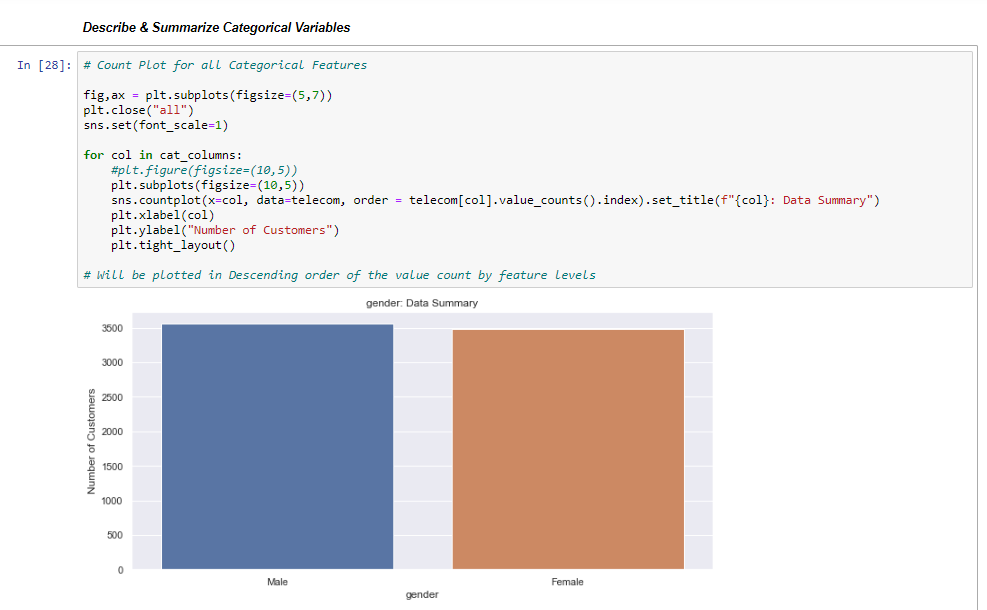 Describe & Summarize Categorical Variables
In [28]: # Count Plot for all Categorical Features
fig,ax = plt.subplots(figsize=(5,7))
plt.close("all")
sns.set(font_scale=1)
for col in cat_columns:
#plt.figure(figsize=(10,5))
plt.subplots(figsize=(10,5))
sns.countplot(x=col, data=telecom, order = telecom[col].value_counts().index).set_title(f"{col}: Data Summary")
plt.xlabel(col)
plt.ylabel("Number of Customers")
plt.tight_layout()
# Will be plotted in Descending order of the value count by feature levels
gender: Data Summary
Number of Customers
3500
3000
2500
2000
1500
1000
500
0
Male Female
gender